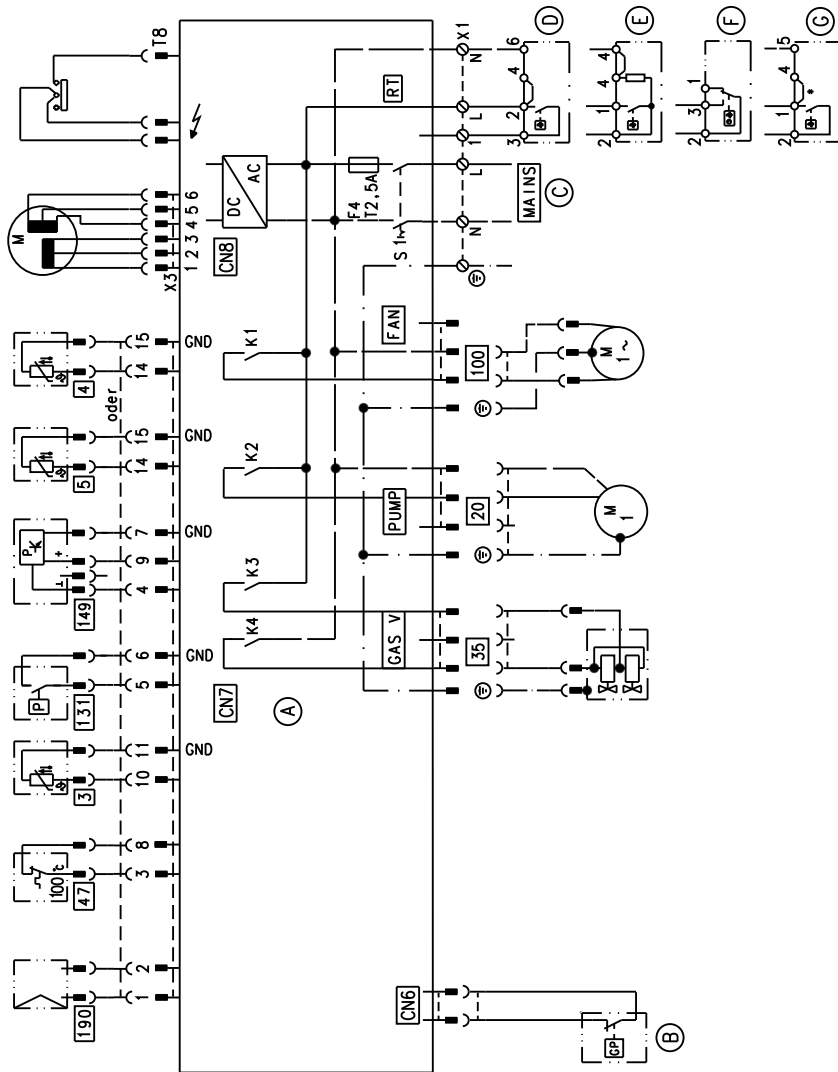 T8
M
1 2 3 4 5 6
X3
CN8
DC
AC
F4
T2,5A
S1
RT
X1
N
L
1
L
N
MAINS
C
D
6
4
2
3
E
4
4
1
2
F
1
3
2
G
5
4
1
2
*
15
14
GND
4
oder
15
14
GND
5
7
9
4
GND
P
K
+
149
6
5
GND
P
131
11
10
GND
3
8
3
100°C
47
2
1
190
K1
K2
K3
K4
CN7
A
FAN
100
M
1~
PUMP
20
M
1
GAS V
35
CN6
GP
B